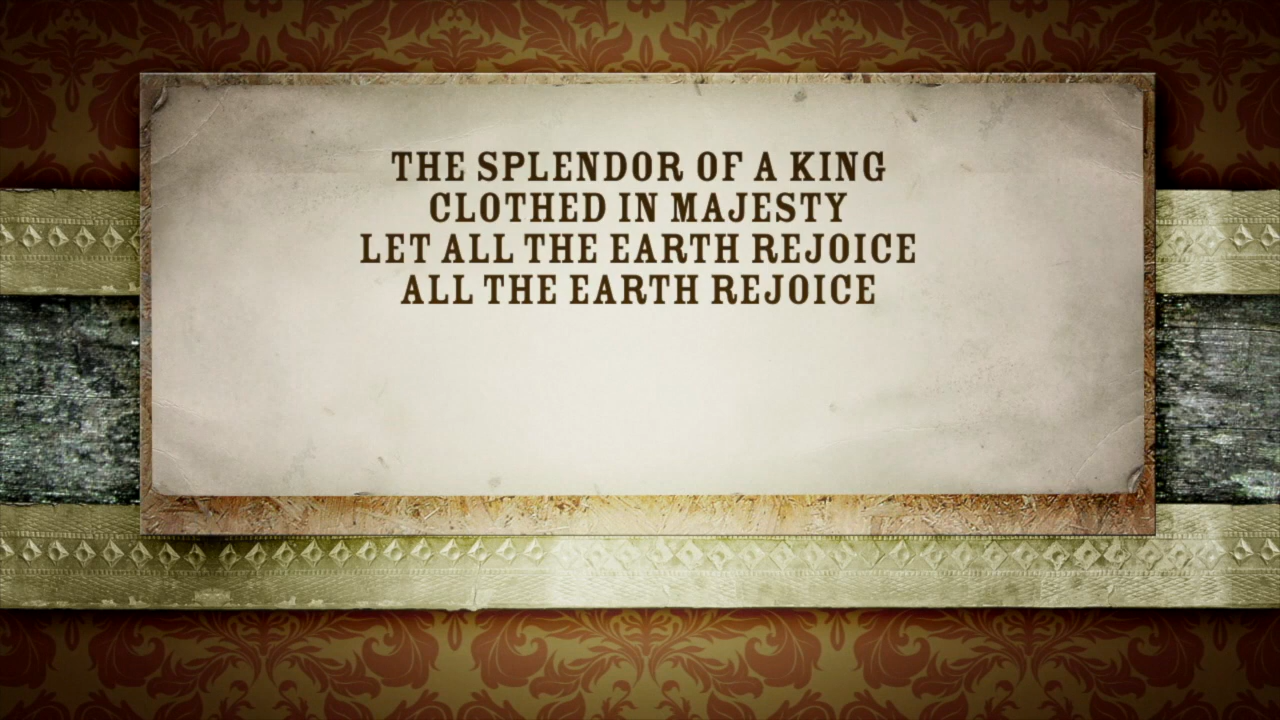 THE SPLENDOR OF A KING
CLOTHED IN MAJESTY
LET ALL THE EARTH REJOICE
ALL THE EARTH REJOICE